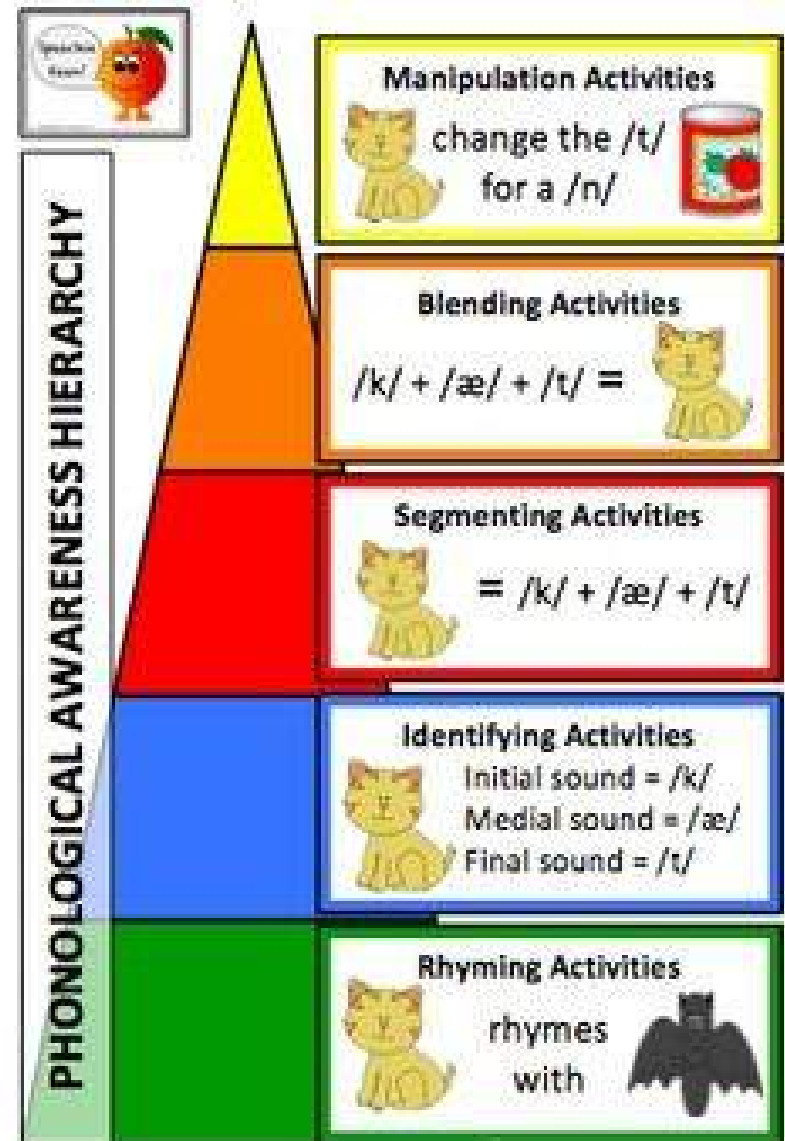 PHONOLOGICAL AWARENESS HIERARCHY
Manipulation Activities
change the /t/
for a /n/
Blending Activities
/k/ + /æ/ + /t/ =
Segmenting Activities
= /k/ + /æ/ + /t/
Identifying Activities
Initial sound = /k/
Medial sound = /æ/
Final sound = /t/
Rhyming Activities
rhymes
with